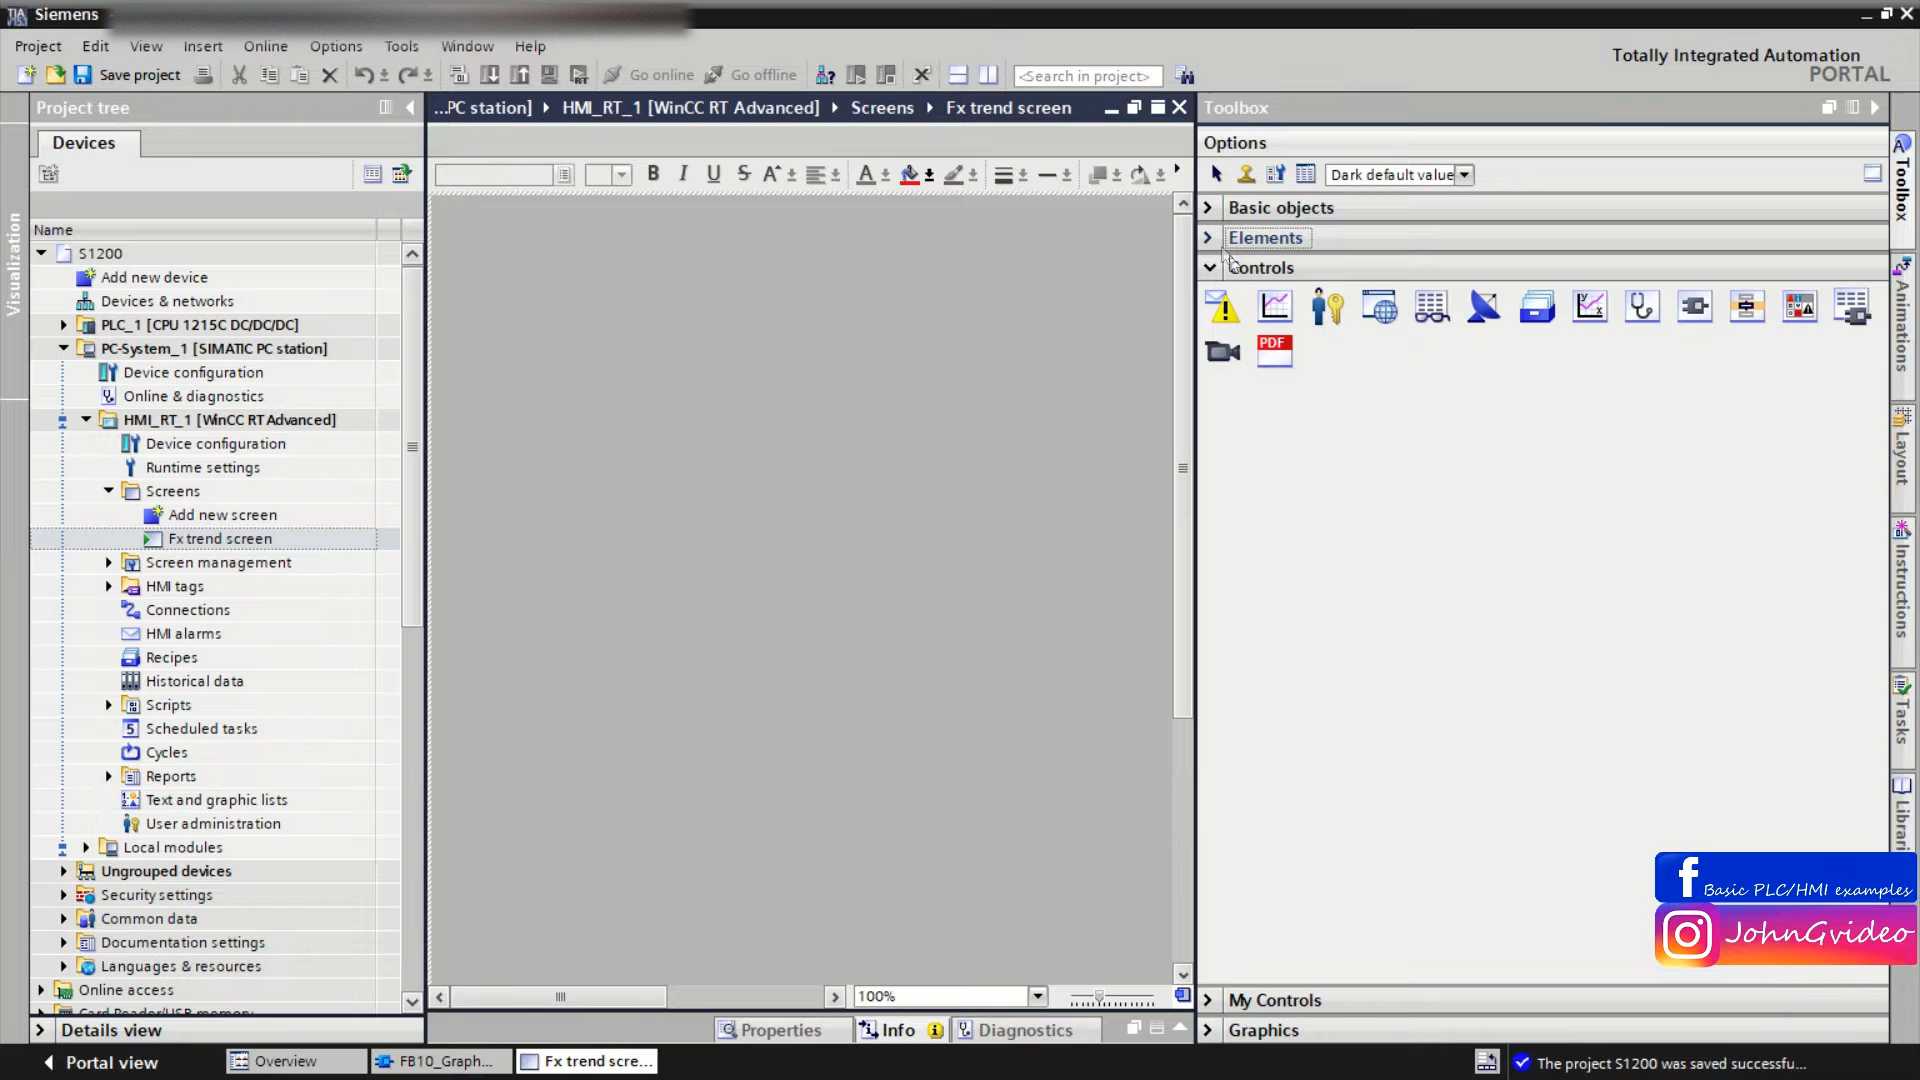 Siemens
Project Edit View Insert Online Options Tools Window Help
Totally Integrated Automation
PORTAL
Save project
Go online
Go offline
<Search in project>
Project tree
...PC station] HMI_RT_1 [WinCC RT Advanced] Screens Fx trend screen
Toolbox
Devices
Options
B I U S A A
Dark default value
Basic objects
Name
Elements
S1200
Controls
Add new device
Devices & networks
PLC_1 [CPU 1215C DC/DC/DC]
PC-System_1 [SIMATIC PC station]
PDF
Device configuration
Online & diagnostics
HMI_RT_1 [WinCC RT Advanced]
Device configuration
Runtime settings
Screens
Add new screen
Fx trend screen
Screen management
HMI tags
Connections
HMI alarms
Recipes
Historical data
Scripts
Scheduled tasks
Cycles
Reports
Text and graphic lists
User administration
Local modules
Ungrouped devices
Security settings
Common data
Documentation settings
Languages & resources
Online access
Card Reader/USB memory
Details view
100%
My Controls
Properties Info Diagnostics
Graphics
Portal view
Overview
FB10_Graph...
Fx trend scre...
The project S1200 was saved successfu...
Visualization
Toolbox
Animations
Layout
Instructions
Tasks
Librari
Basic PLC/HMI examples
JohnGvideo